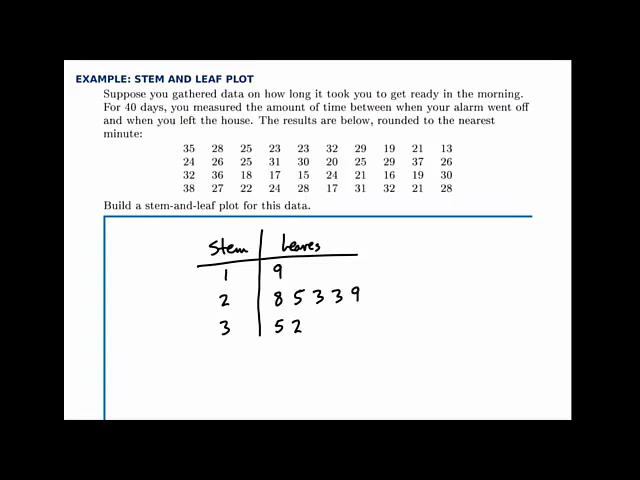 EXAMPLE: STEM AND LEAF PLOT
Suppose you gathered data on how long it took you to get ready in the morning.
For 40 days, you measured the amount of time between when your alarm went off
and when you left the house. The results are below, rounded to the nearest
minute:
35 28 25 23 23 32 29 19 21 13
24 26 25 31 30 20 25 29 37 26
32 36 18 17 15 24 21 16 19 30
38 27 22 24 28 17 31 32 21 28
Build a stem-and-leaf plot for this data.
Stem Leaves
1 9
2 8 5 3 3 9
3 5 2